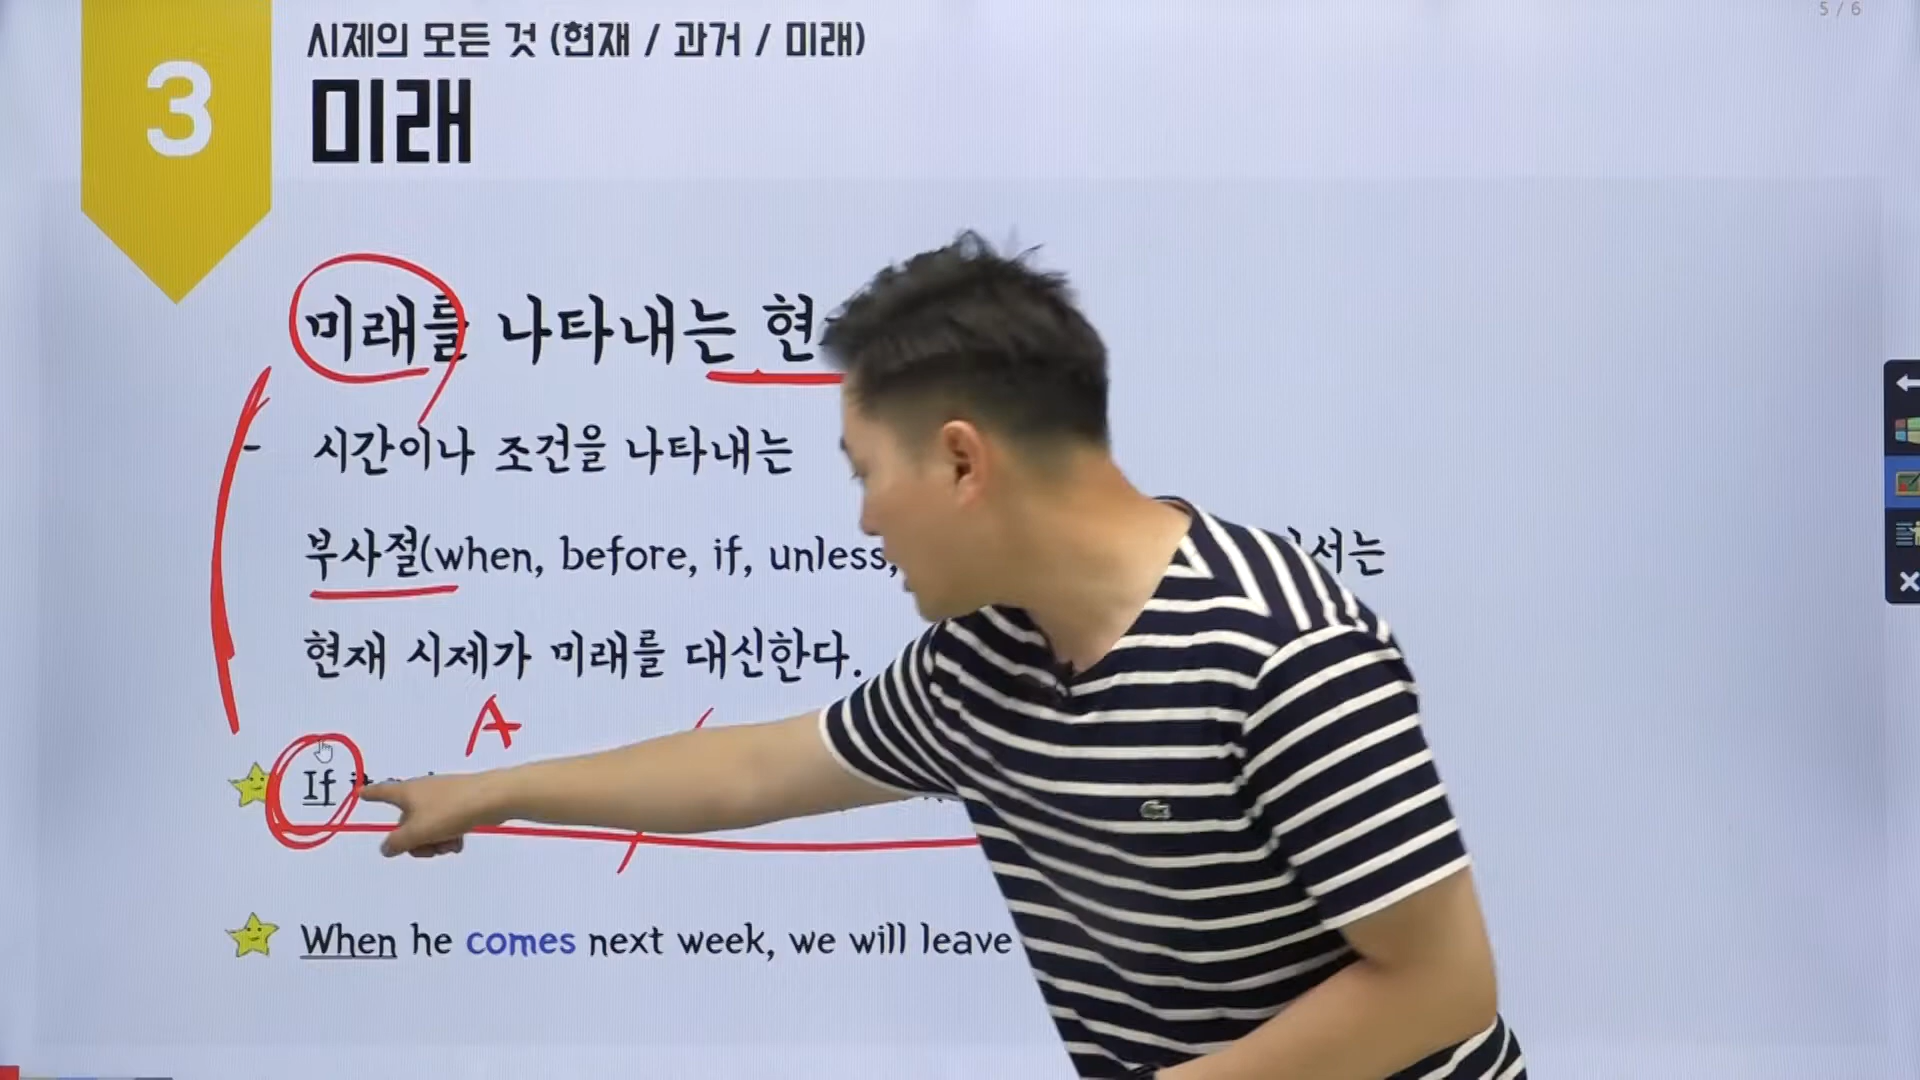 5 / 6
3
시제의 모든 것 (현재 / 과거 / 미래)
미래
미래를 나타내는 현
- 시간이나 조건을 나타내는
부사절(when, before, if, unless, 서는
현재 시제가 미래를 대신한다.
A
If
When he comes next week, we will leave